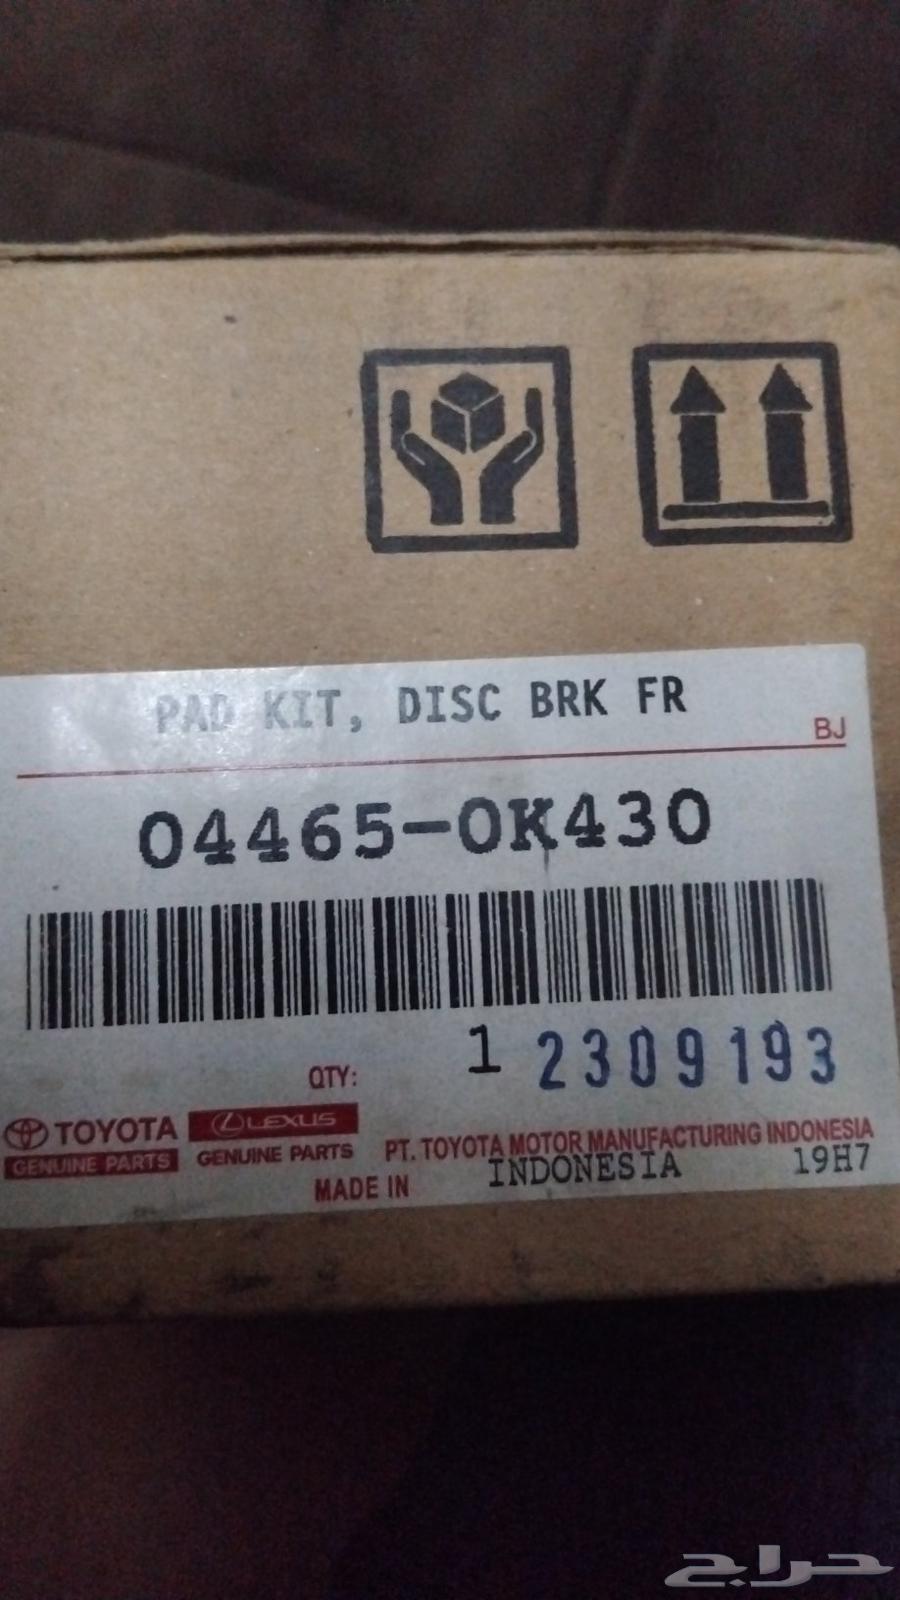 PAD KIT, DISC BRK FR
BJ
04465-0K430
QTY: 1 2309193
TOYOTA LEXUS
GENUINE PARTS GENUINE PARTS PT. TOYOTA MOTOR MANUFACTURING INDONESIA
MADE IN INDONESIA 19H7
حراج